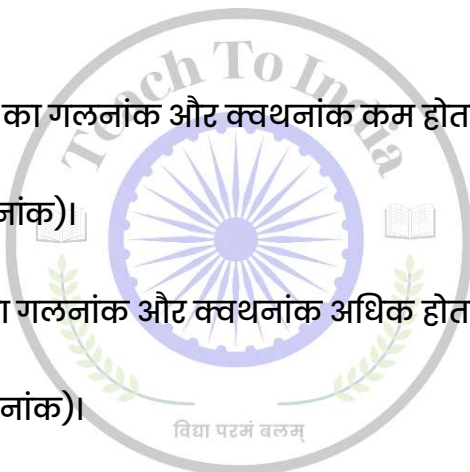 Teach To India
का गलनांक और क्वथनांक कम होत
नांक)।
गलनांक और क्वथनांक अधिक होत
नांक)।
विद्या परमं बलम्